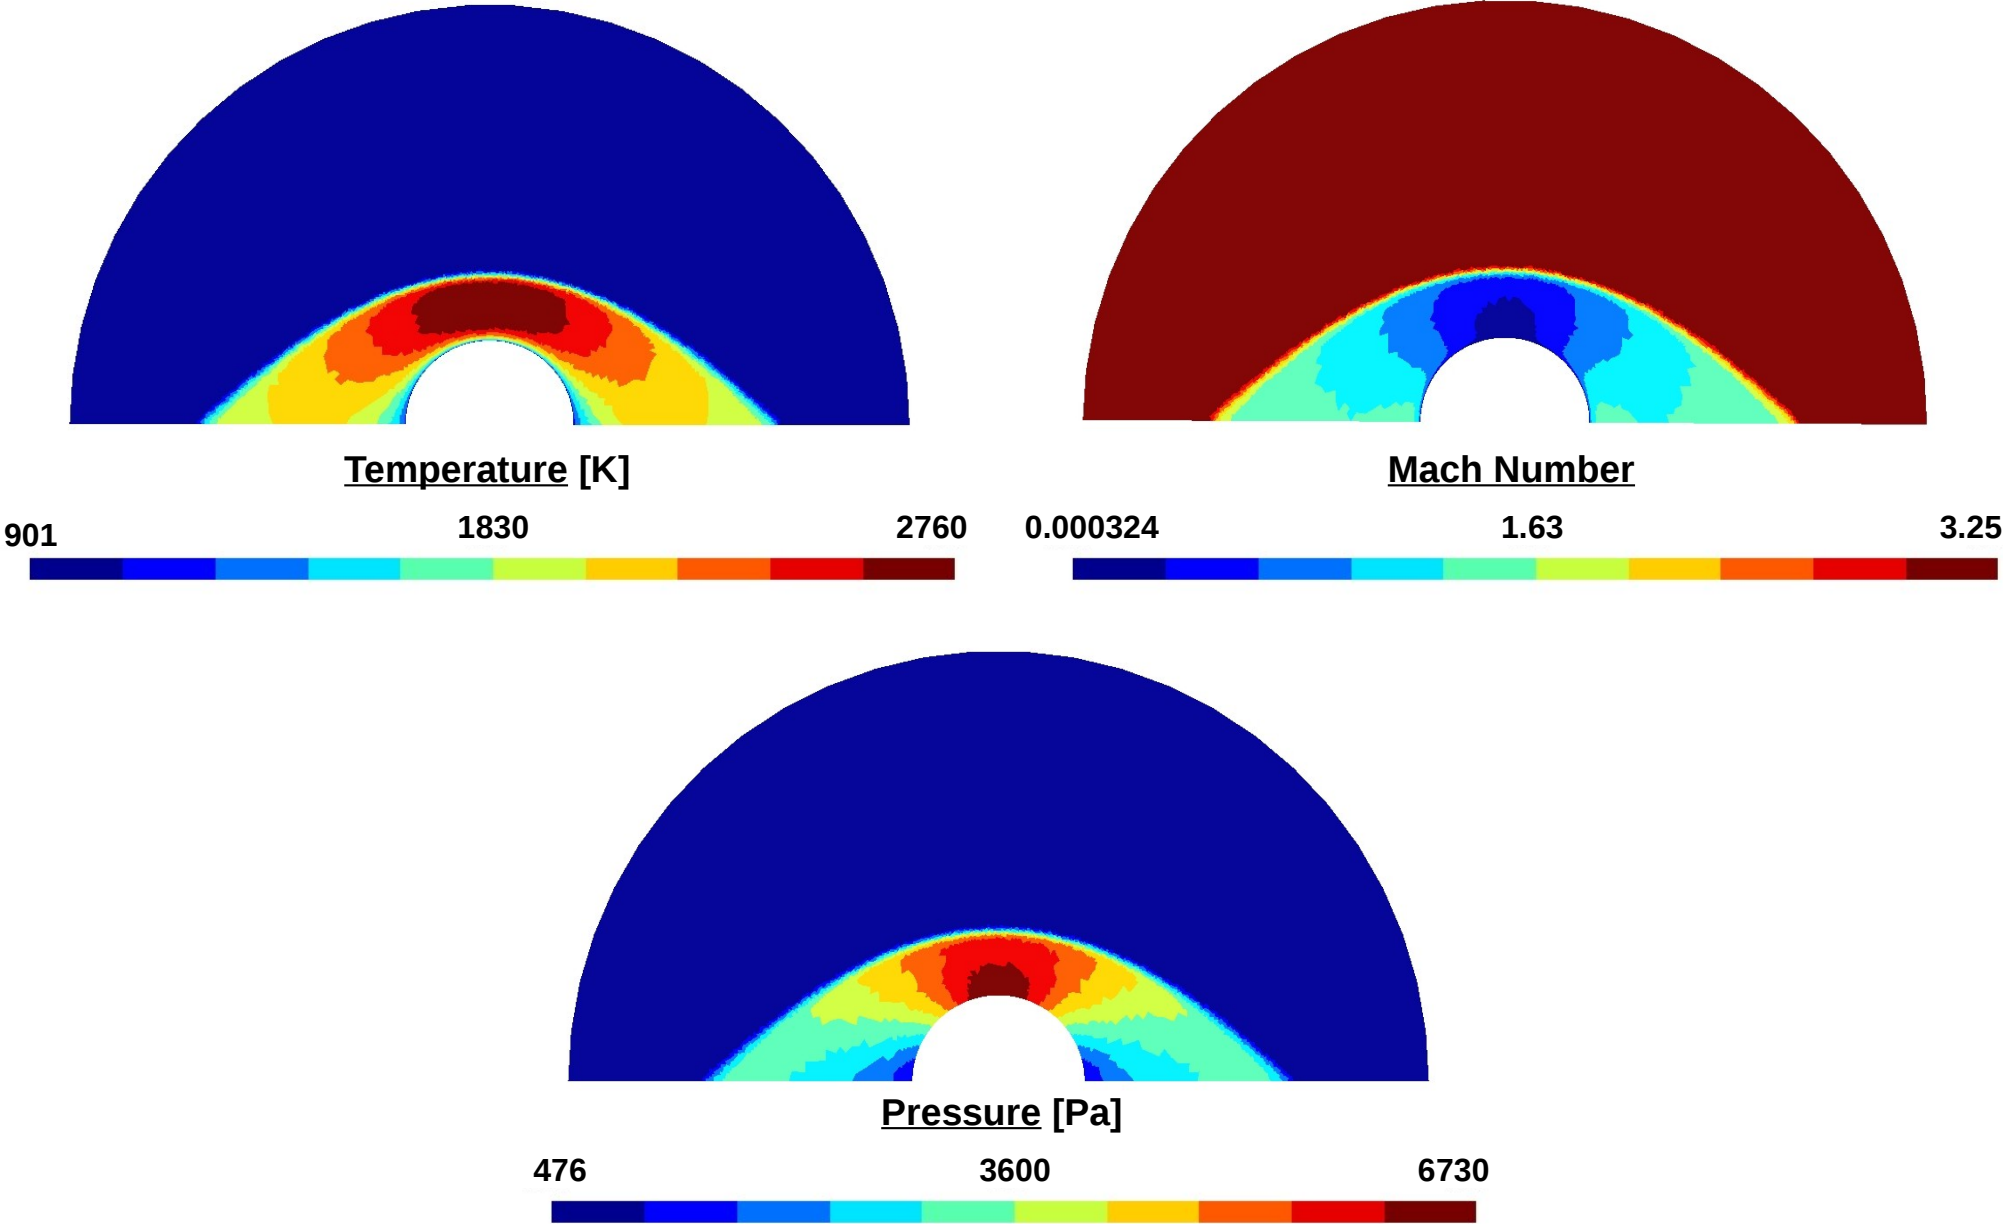 Temperature [K]
901 1830 2760
Mach Number
0.000324 1.63 3.25
Pressure [Pa]
476 3600 6730